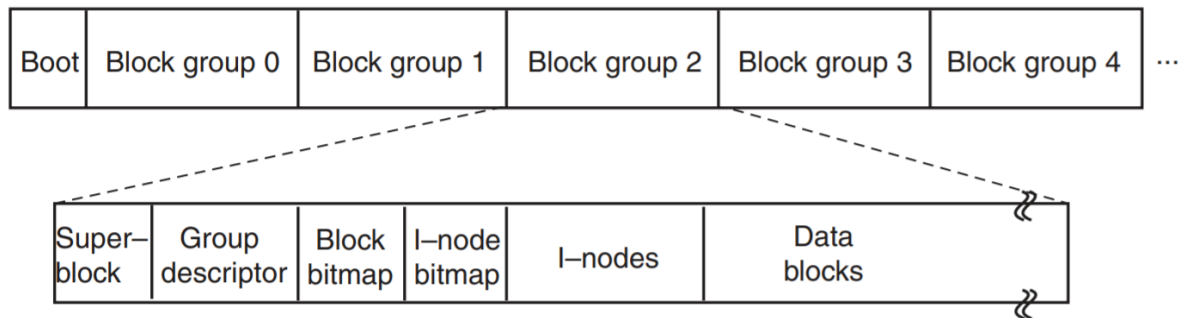 Boot Block group 0 Block group 1 Block group 2 Block group 3 Block group 4 ...
Super– Group Block I–node I–nodes Data
block descriptor bitmap bitmap blocks